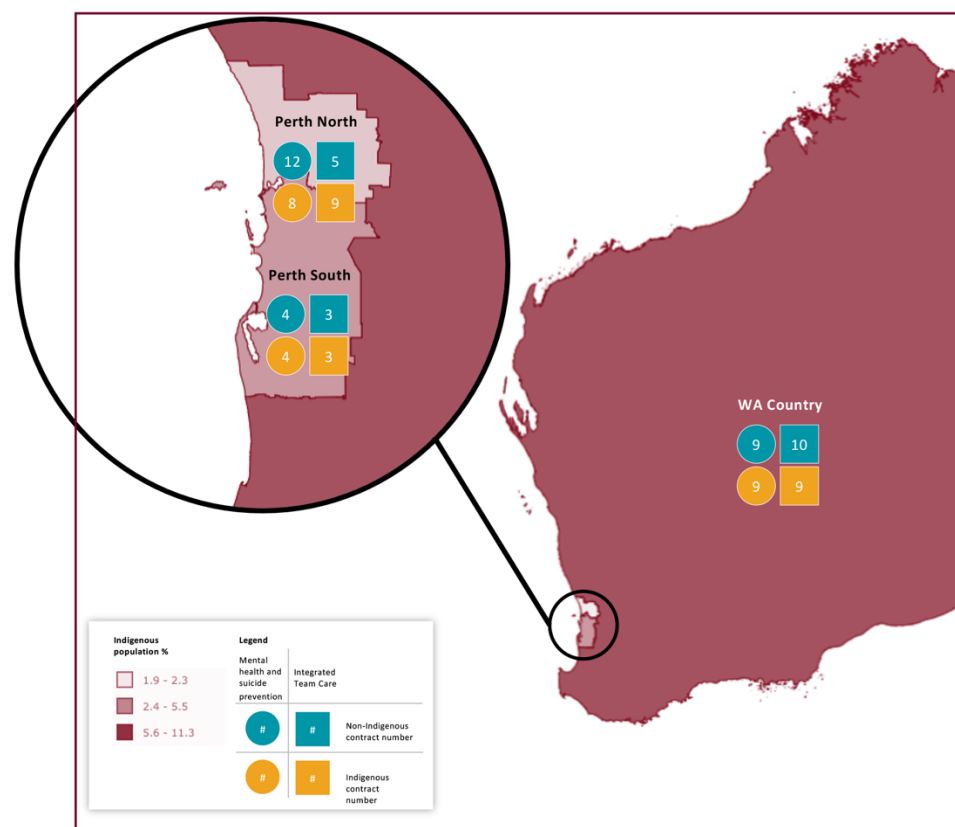 Perth North
12 5
8 9
Perth South
4 3
4 3
WA Country
9 10
9 9
Indigenous
population %
1.9 - 2.3
2.4 - 5.5
5.6 - 11.3
Legend
Mental
health and
suicide
prevention
Integrated
Team Care
# #
Non-Indigenous
contract number
# #
Indigenous
contract
number